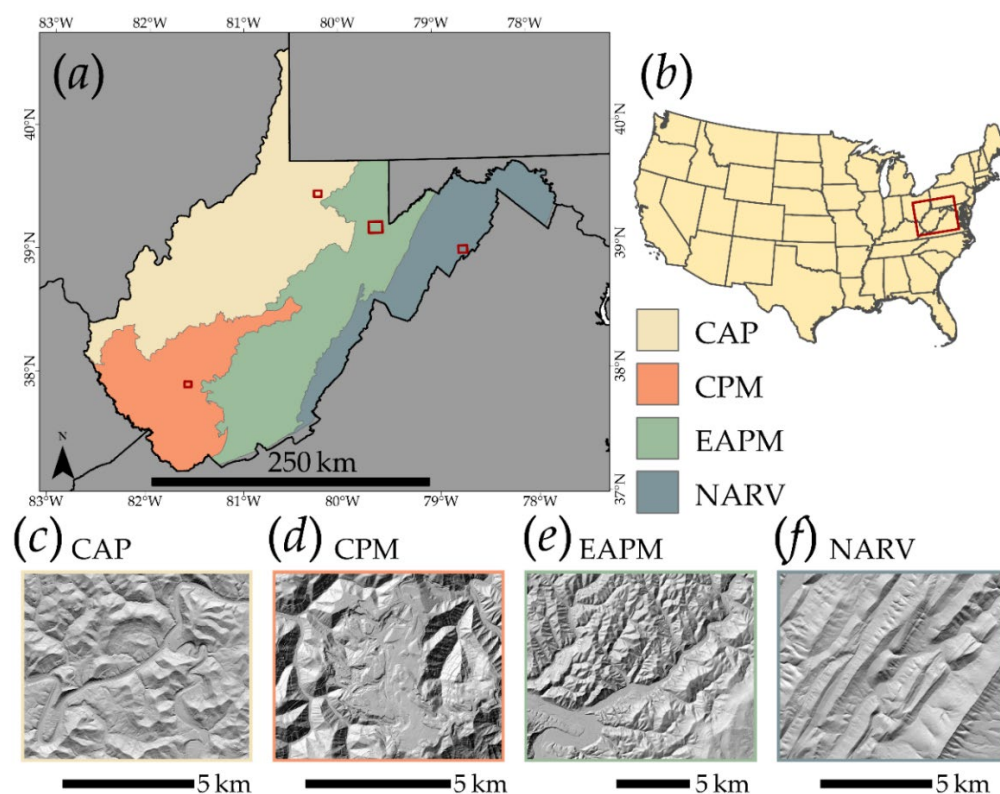 83°W 82°W 81°W 80°W 79°W 78°W
(a)
(b)
40°N
40°N
39°N
39°N
38°N
38°N
37°N
N
250 km
83°W 82°W 81°W 80°W 79°W 78°W
CAP
CPM
EAPM
NARV
(c) CAP
(d) CPM
(e) EAPM
(f) NARV
5 km
5 km
5 km
5 km